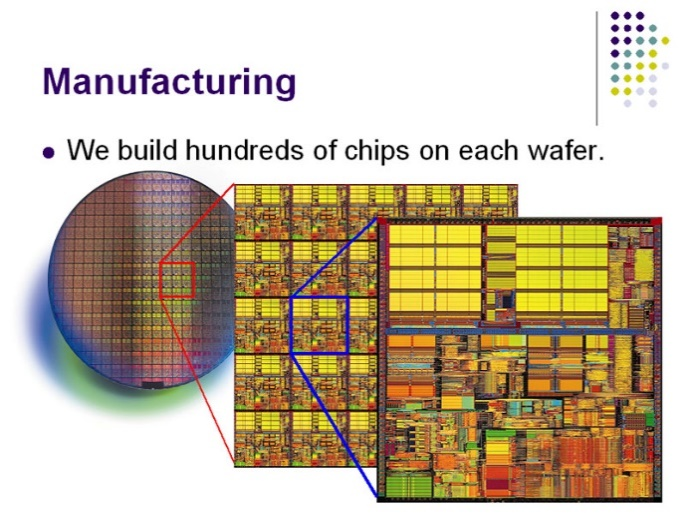 Manufacturing
We build hundreds of chips on each wafer.